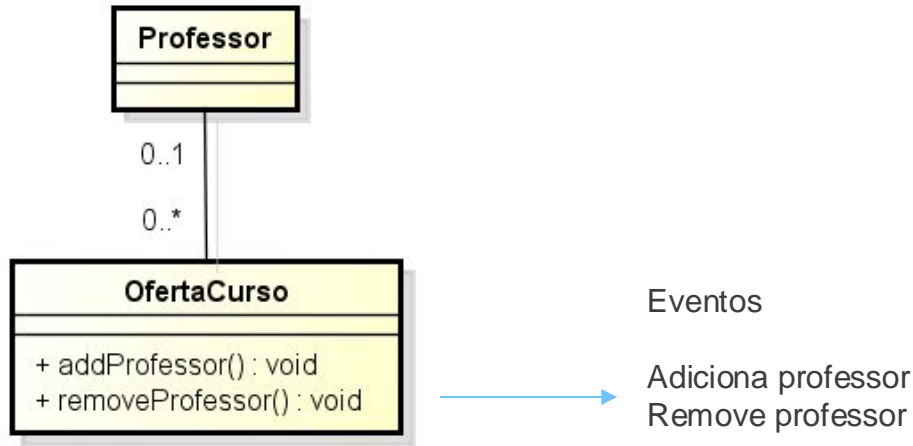 Professor
0..1
0..*
OfertaCurso
+ addProfessor() : void
+ removeProfessor() : void
Eventos
Adiciona professor
Remove professor